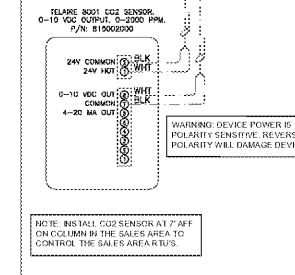 TELAIRE 8001 CO2 SENSOR.
0-10 VDC OUTPUT. 0-2000 PPM.
P/N: 815002000
24V COMMON BLK
24V HOT WHT
0-10 VDC OUT WHT
COMMON BLK
4-20 MA OUT
WARNING: DEVICE POWER IS
POLARITY SENSITIVE. REVERS
POLARITY WILL DAMAGE DEVI
NOTE: INSTALL CO2 SENSOR AT 7' AFF
ON COLUMN IN THE SALES AREA TO
CONTROL THE SALES AREA RTU'S.